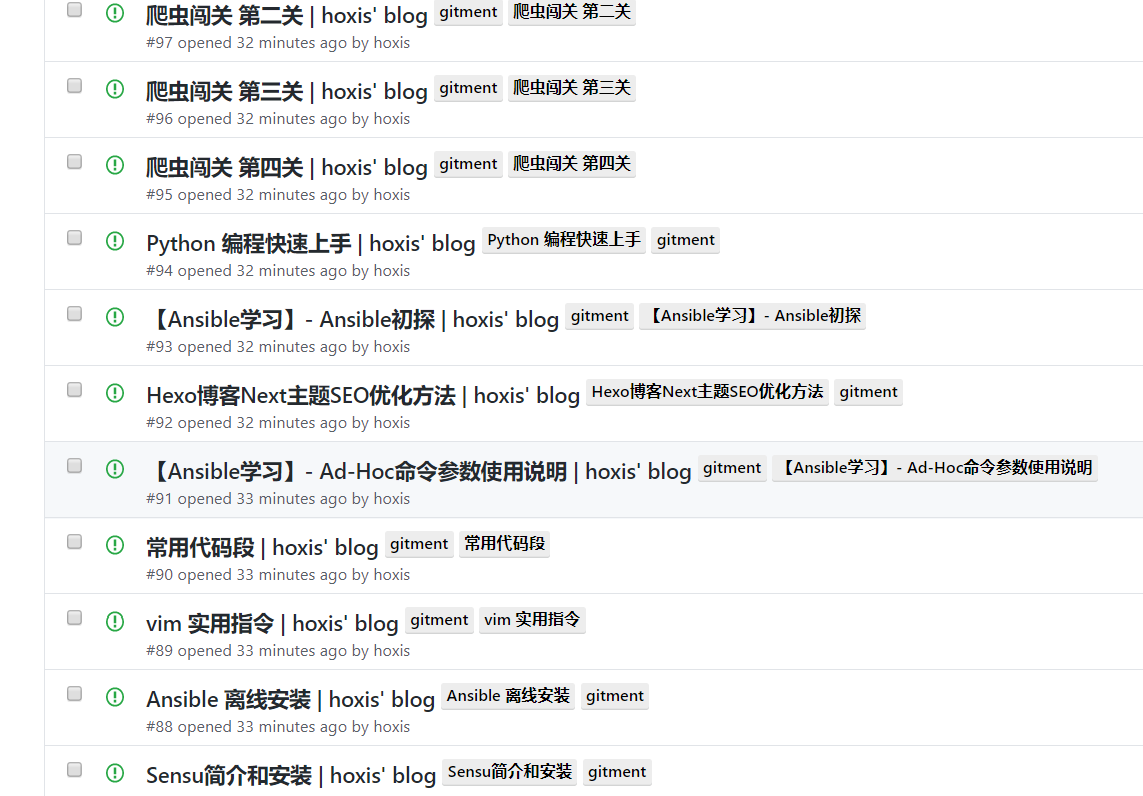 爬虫闯关 第二关 | hoxis' blog gitment 爬虫闯关 第二关
#97 opened 32 minutes ago by hoxis
爬虫闯关 第三关 | hoxis' blog gitment 爬虫闯关 第三关
#96 opened 32 minutes ago by hoxis
爬虫闯关 第四关 | hoxis' blog gitment 爬虫闯关 第四关
#95 opened 32 minutes ago by hoxis
Python 编程快速上手 | hoxis' blog Python 编程快速上手 gitment
#94 opened 32 minutes ago by hoxis
【Ansible学习】- Ansible初探 | hoxis' blog gitment 【Ansible学习】- Ansible初探
#93 opened 32 minutes ago by hoxis
Hexo博客Next主题SEO优化方法 | hoxis' blog Hexo博客Next主题SEO优化方法 gitment
#92 opened 32 minutes ago by hoxis
【Ansible学习】- Ad-Hoc命令参数使用说明 | hoxis' blog gitment 【Ansible学习】- Ad-Hoc命令参数使用说明
#91 opened 33 minutes ago by hoxis
常用代码段 | hoxis' blog gitment 常用代码段
#90 opened 33 minutes ago by hoxis
vim 实用指令 | hoxis' blog gitment vim 实用指令
#89 opened 33 minutes ago by hoxis
Ansible 离线安装 | hoxis' blog Ansible 离线安装 gitment
#88 opened 33 minutes ago by hoxis
Sensu简介和安装 | hoxis' blog Sensu简介和安装 gitment